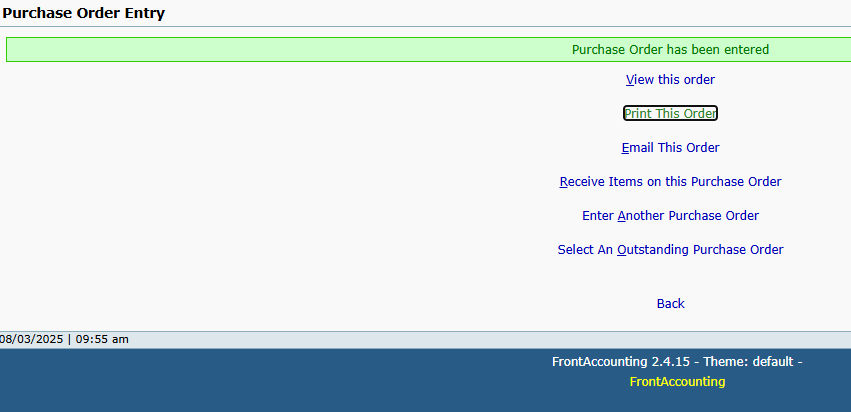 Purchase Order Entry
Purchase Order has been entered
View this order
Print This Order
Email This Order
Receive Items on this Purchase Order
Enter Another Purchase Order
Select An Outstanding Purchase Order
Back
08/03/2025 | 09:55 am
FrontAccounting 2.4.15 - Theme: default -
FrontAccounting